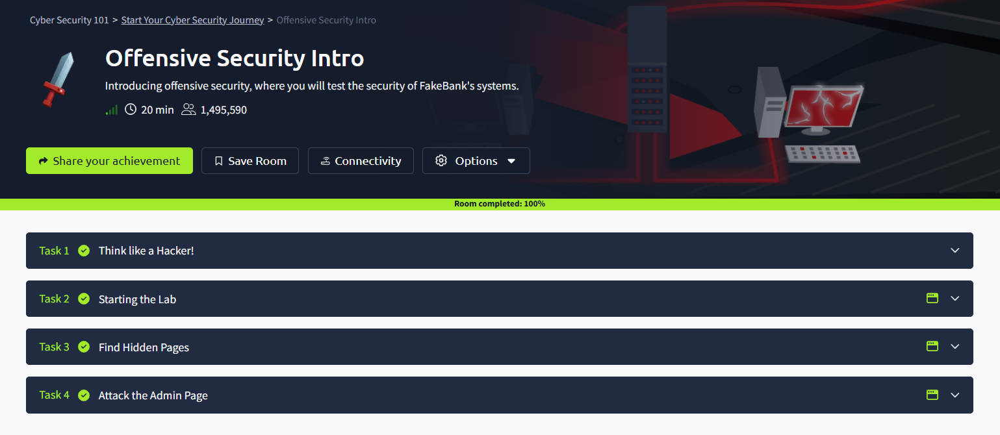 Cyber Security 101 > Start Your Cyber Security Journey > Offensive Security Intro
Offensive Security Intro
Introducing offensive security, where you will test the security of FakeBank's systems.
20 min 1,495,590
Share your achievement Save Room Connectivity Options
Room completed: 100%
Task 1 Think like a Hacker!
Task 2 Starting the Lab
Task 3 Find Hidden Pages
Task 4 Attack the Admin Page